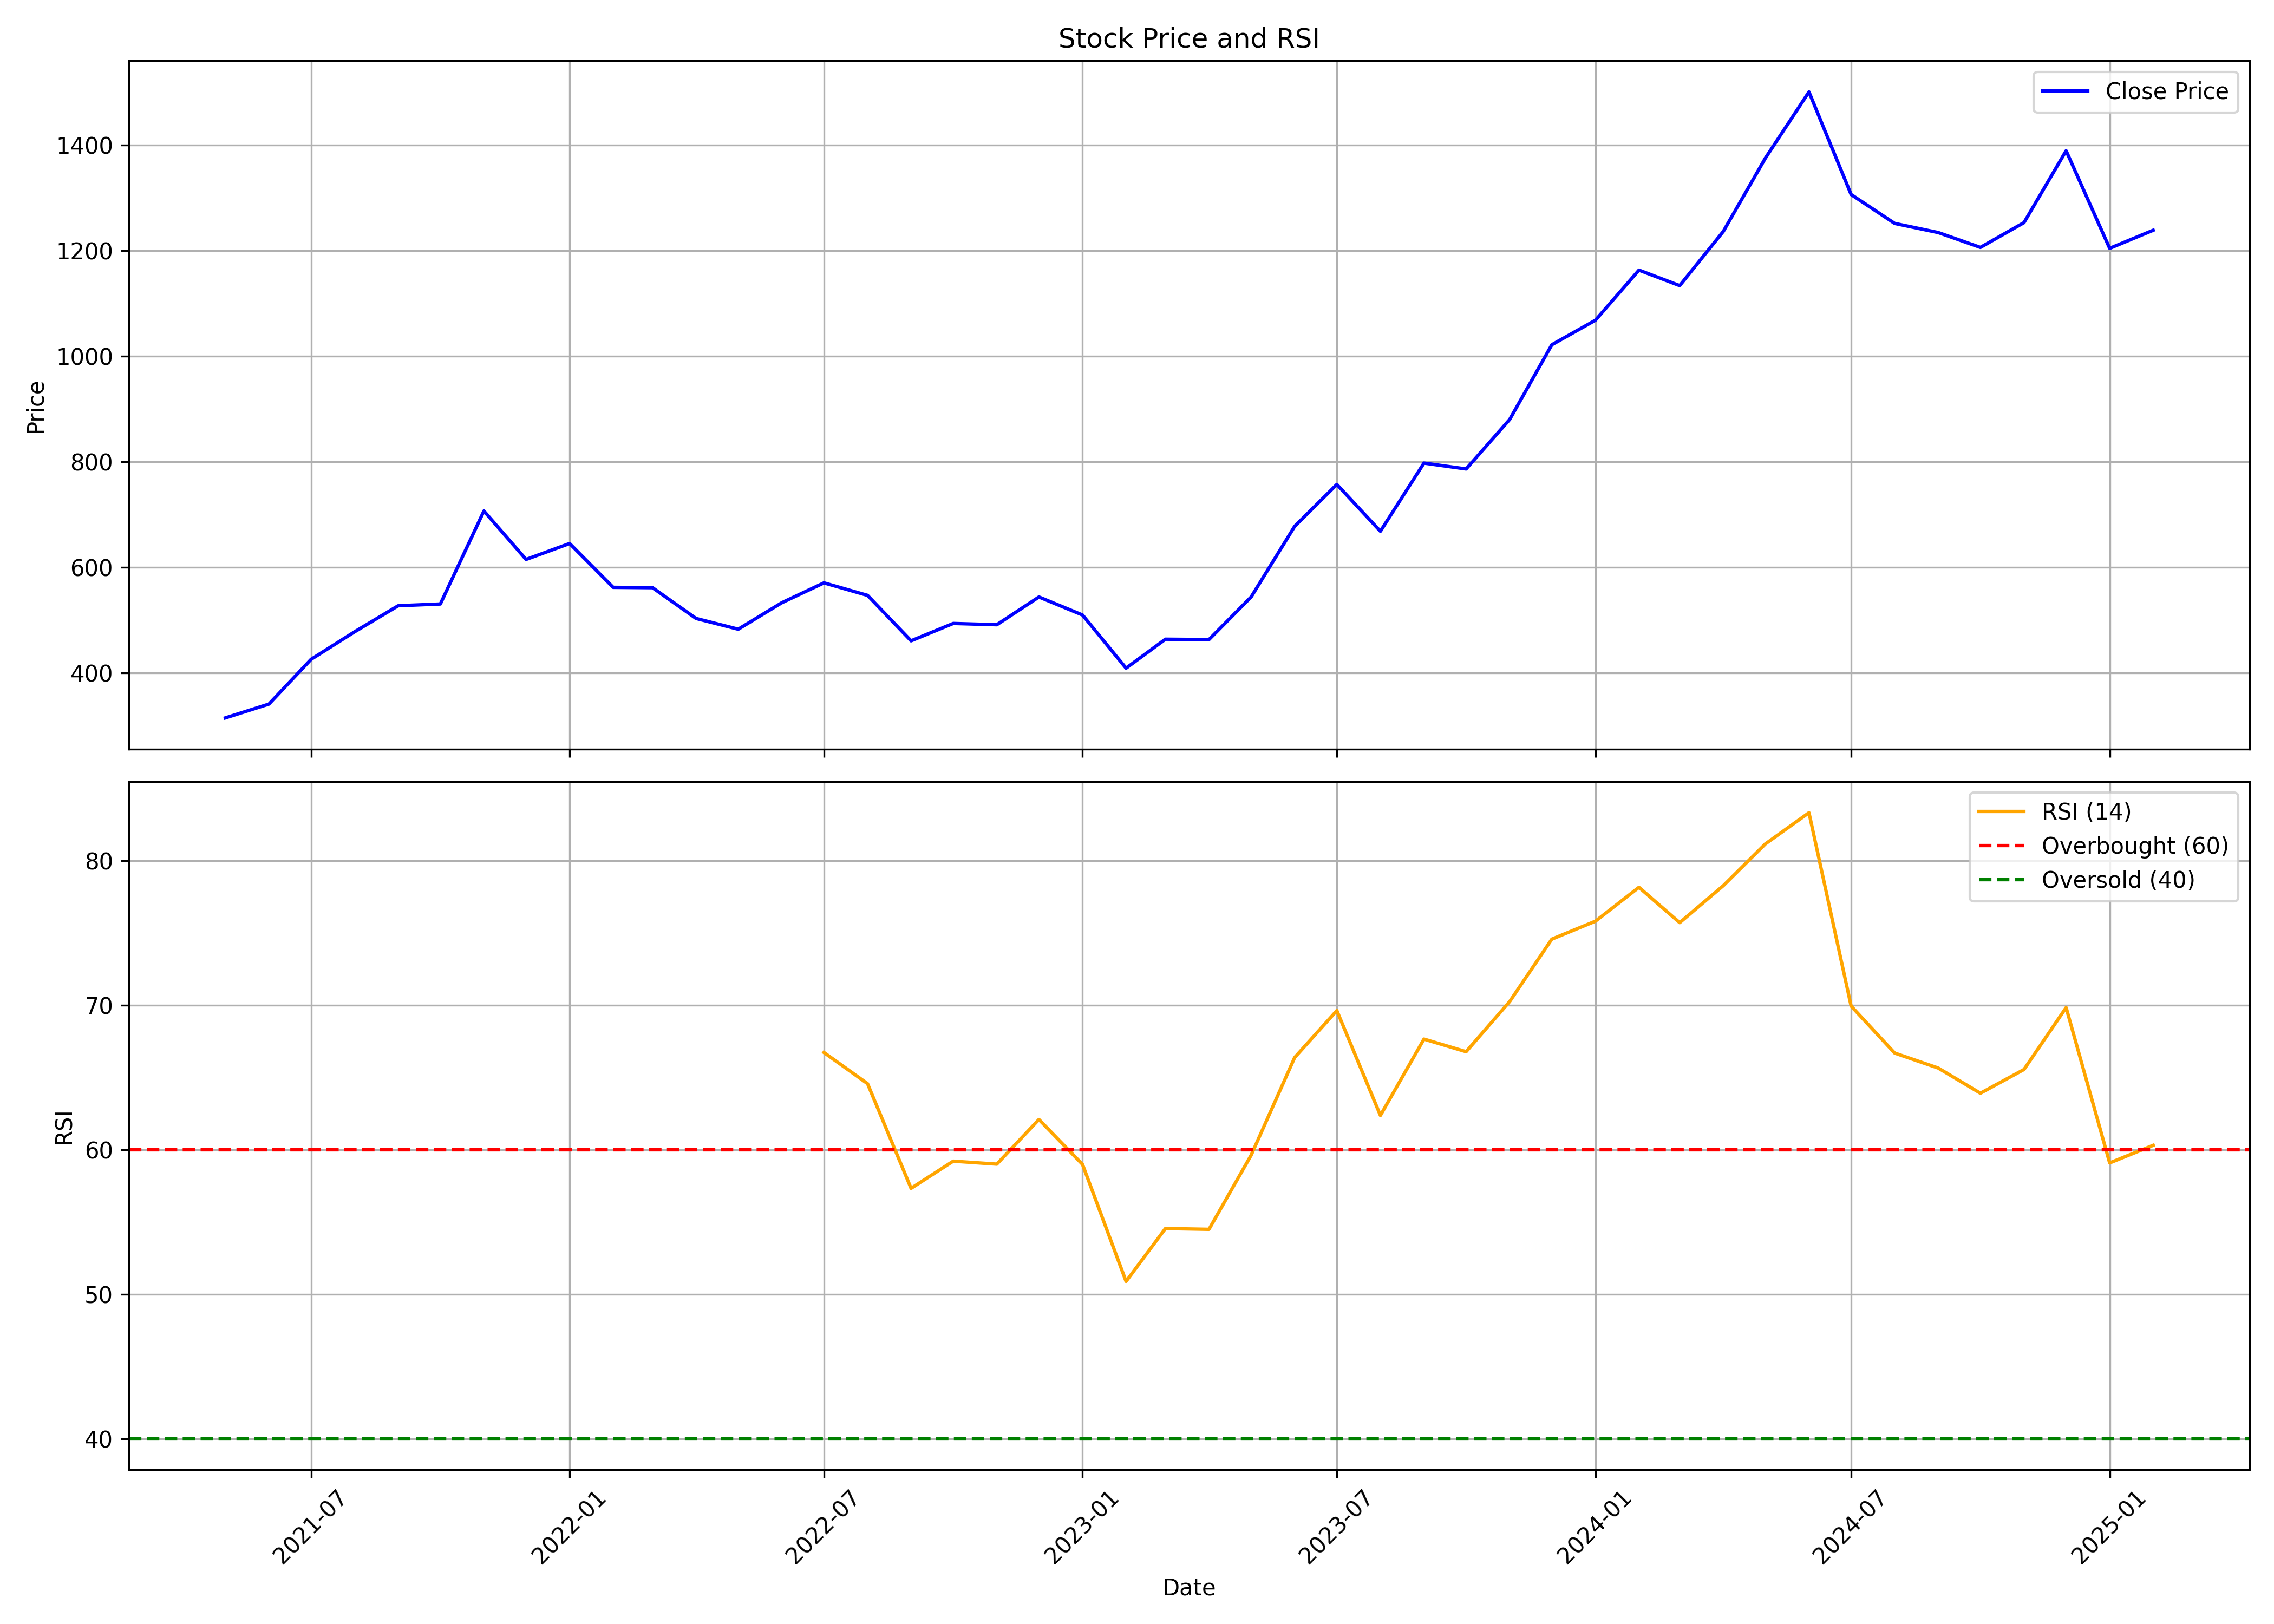 Stock Price and RSI
Close Price
1400
1200
1000
800
600
400
Price
RSI (14)
Overbought (60)
Oversold (40)
80
70
60
50
40
RSI
2021-07
2022-01
2022-07
2023-01
2023-07
2024-01
2024-07
2025-01
Date